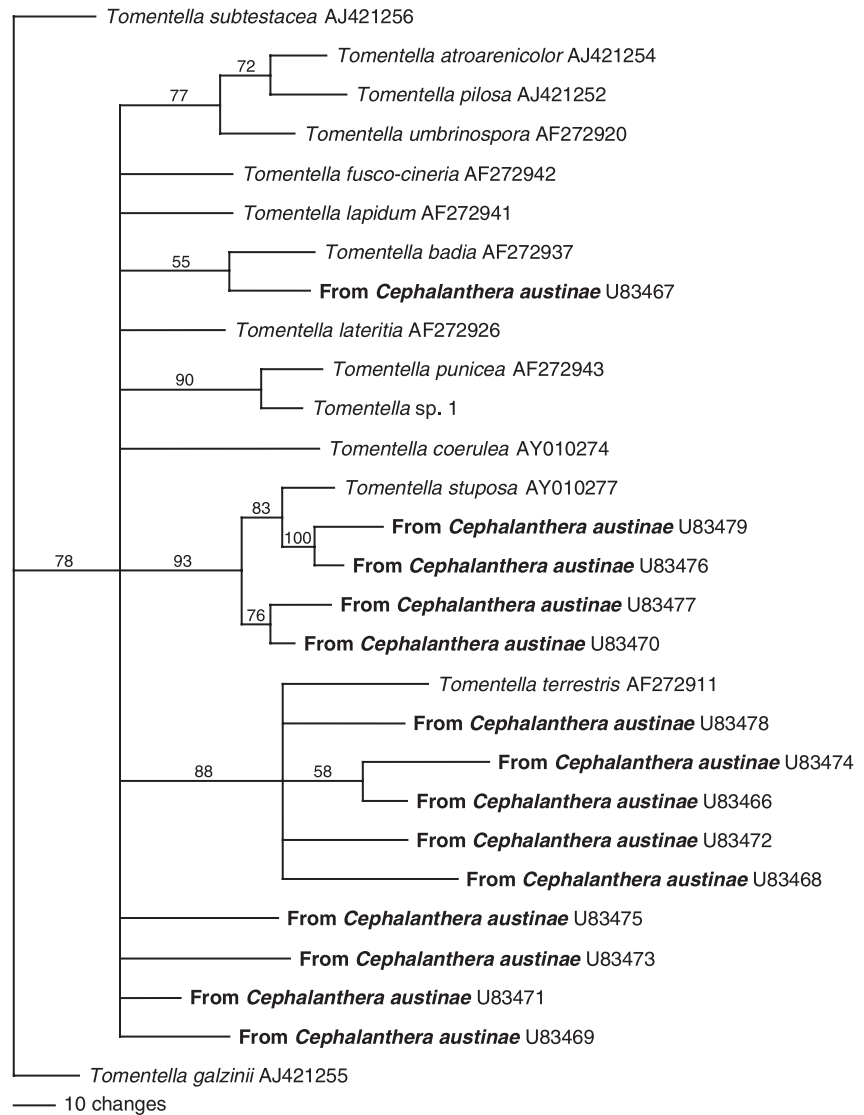 Tomentella subtestacea AJ421256
Tomentella atroarenicolor AJ421254
72
Tomentella pilosa AJ421252
77
Tomentella umbrinospora AF272920
Tomentella fusco-cineria AF272942
Tomentella lapidum AF272941
Tomentella badia AF272937
55
From Cephalanthera austinae U83467
Tomentella lateritia AF272926
Tomentella punicea AF272943
90
Tomentella sp. 1
Tomentella coerulea AY010274
Tomentella stuposa AY010277
83
From Cephalanthera austinae U83479
100
From Cephalanthera austinae U83476
78
93
From Cephalanthera austinae U83477
76
From Cephalanthera austinae U83470
Tomentella terrestris AF272911
From Cephalanthera austinae U83478
From Cephalanthera austinae U83474
88
58
From Cephalanthera austinae U83466
From Cephalanthera austinae U83472
From Cephalanthera austinae U83468
From Cephalanthera austinae U83475
From Cephalanthera austinae U83473
From Cephalanthera austinae U83471
From Cephalanthera austinae U83469
Tomentella galzinii AJ421255
10 changes